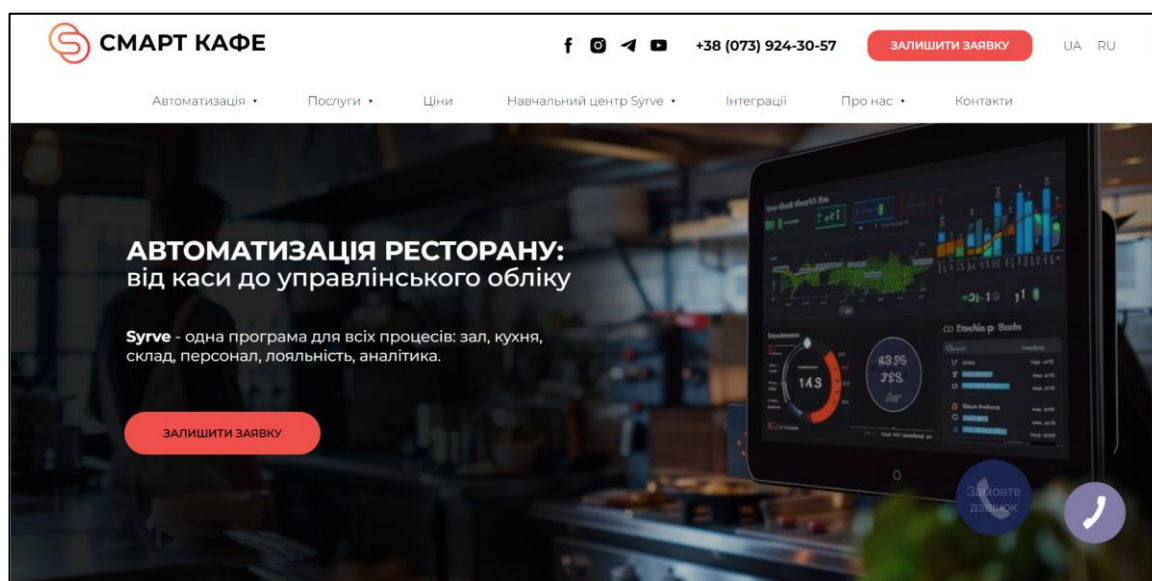 СМАРТ КАФЕ
+38 (073) 924-30-57
ЗАЛИШИТИ ЗАЯВКУ
UA RU
Автоматизація
Послуги
Ціни
Навчальний центр Syrve
Інтеграції
Про нас
Контакти
АВТОМАТИЗАЦІЯ РЕСТОРАНУ:
від каси до управлінського обліку
Syrve - одна програма для всіх процесів: зал, кухня,
склад, персонал, лояльність, аналітика.
ЗАЛИШИТИ ЗАЯВКУ
Замовте
дзвінок